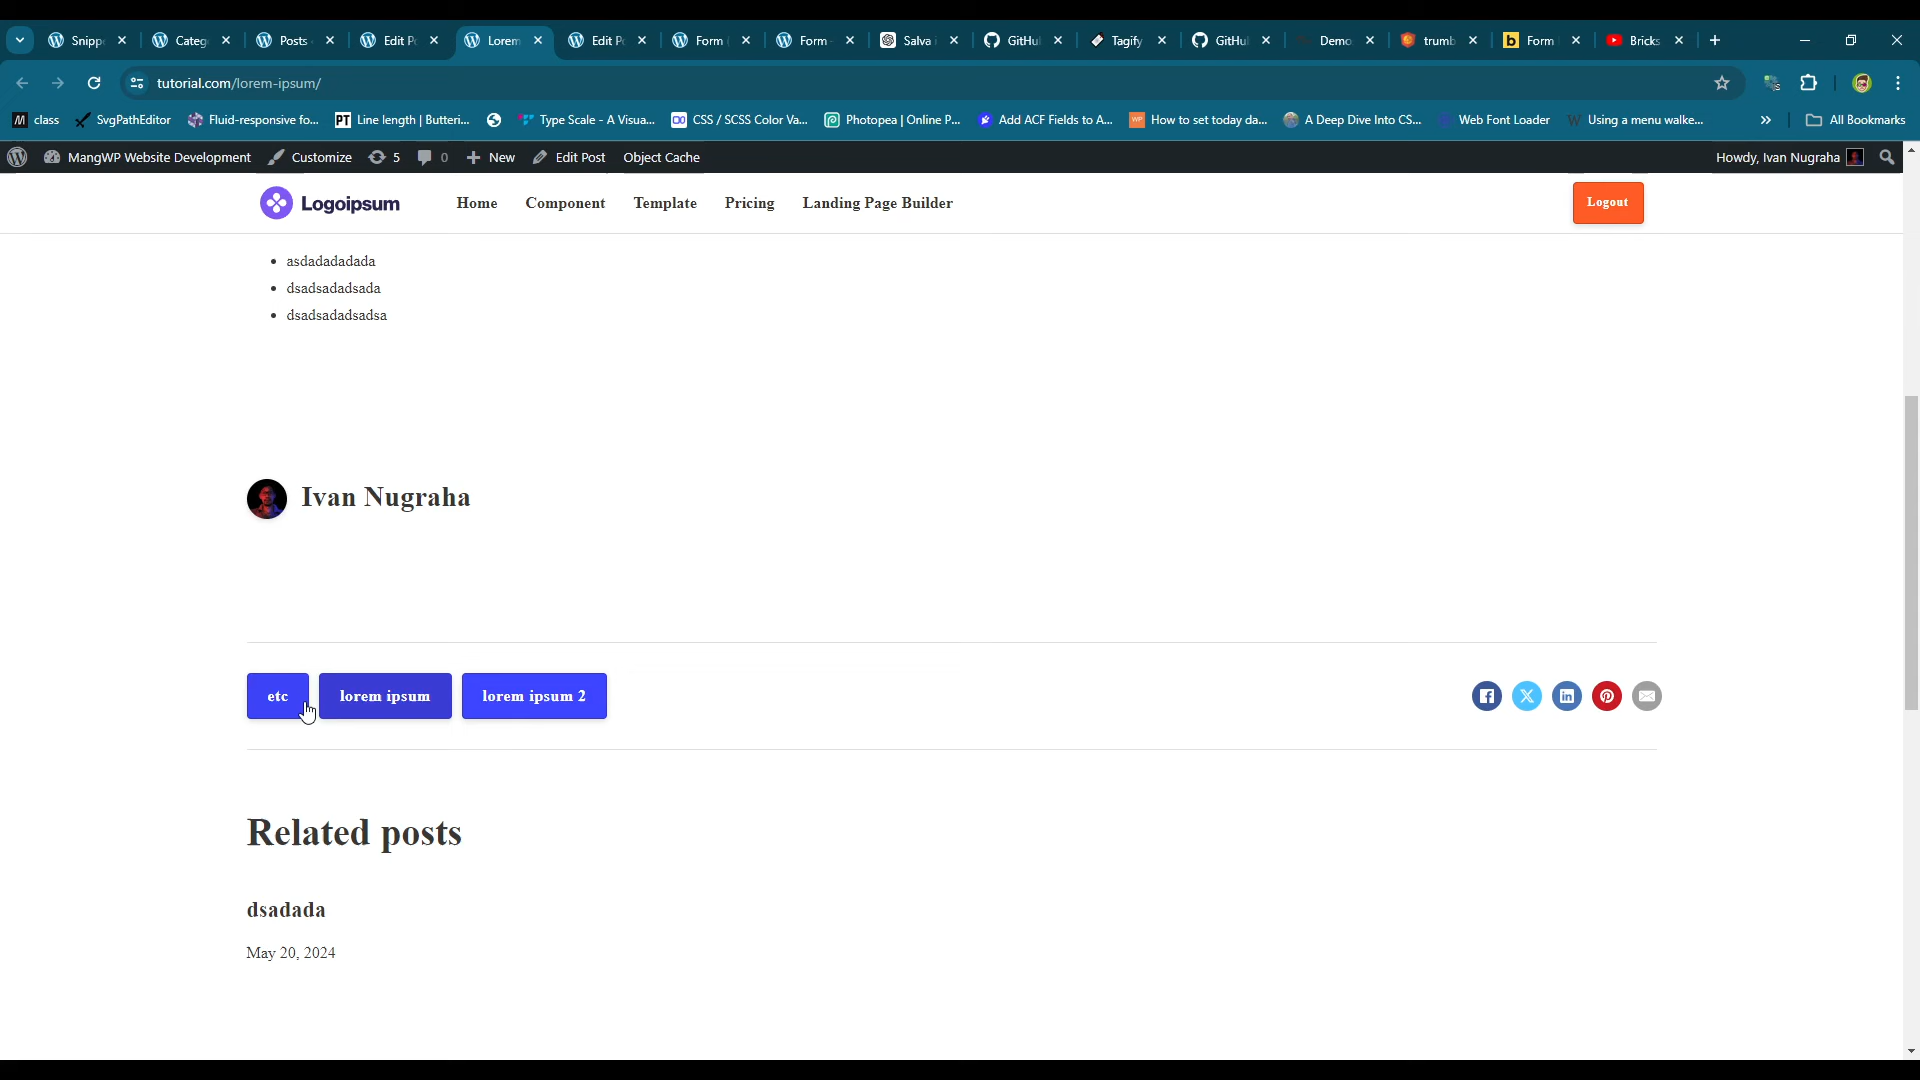 Snipp
Categ
Posts
Edit P
Lorem
Edit P
Form
Form
Salva
GitHu
Tagify
GitHu
Demo
trumb
Form
Bricks
tutorial.com/lorem-ipsum/
class
SvgPathEditor
Fluid-responsive fo...
PT Line length | Butteri...
Type Scale - A Visua...
CSS / SCSS Color Va...
Photopea | Online P...
Add ACF Fields to A...
WP How to set today da...
A Deep Dive Into CS...
Web Font Loader
W Using a menu walke...
All Bookmarks
MangWP Website Development
Customize
5
0
New
Edit Post
Object Cache
Howdy, Ivan Nugraha
Logoipsum
Home
Component
Template
Pricing
Landing Page Builder
Logout
asdadadadada
dsadsadadsada
dsadsadadsadsa
Ivan Nugraha
etc
lorem ipsum
lorem ipsum 2
Related posts
dsadada
May 20, 2024